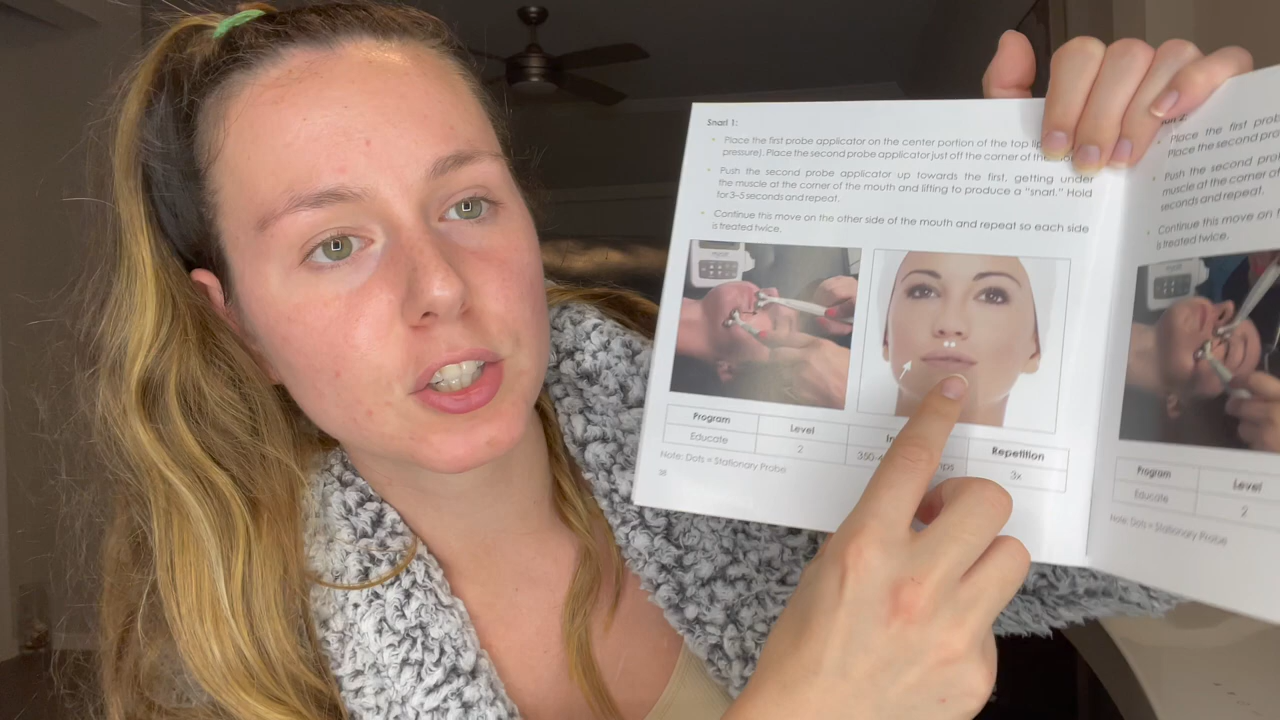 Snarl 1:
• Place the first probe applicator on the center portion of the top lip
pressure). Place the second probe applicator just off the corner of the
• Push the second probe applicator up towards the first, getting under
the muscle at the corner of the mouth and lifting to produce a “snarl.” Hold
for 3–5 seconds and repeat.
• Continue this move on the other side of the mouth and repeat so each side
is treated twice.
Program Level Repetition
Educate 2 350-4 3x
Note: Dots = Stationary Probe
38
2:
• Place the first prob
Place the second pro
• Push the second prob
muscle at the corner of
seconds and repeat.
• Continue this move on
is treated twice.
Program Level
Educate 2
Note: Dots = Stationary Probe